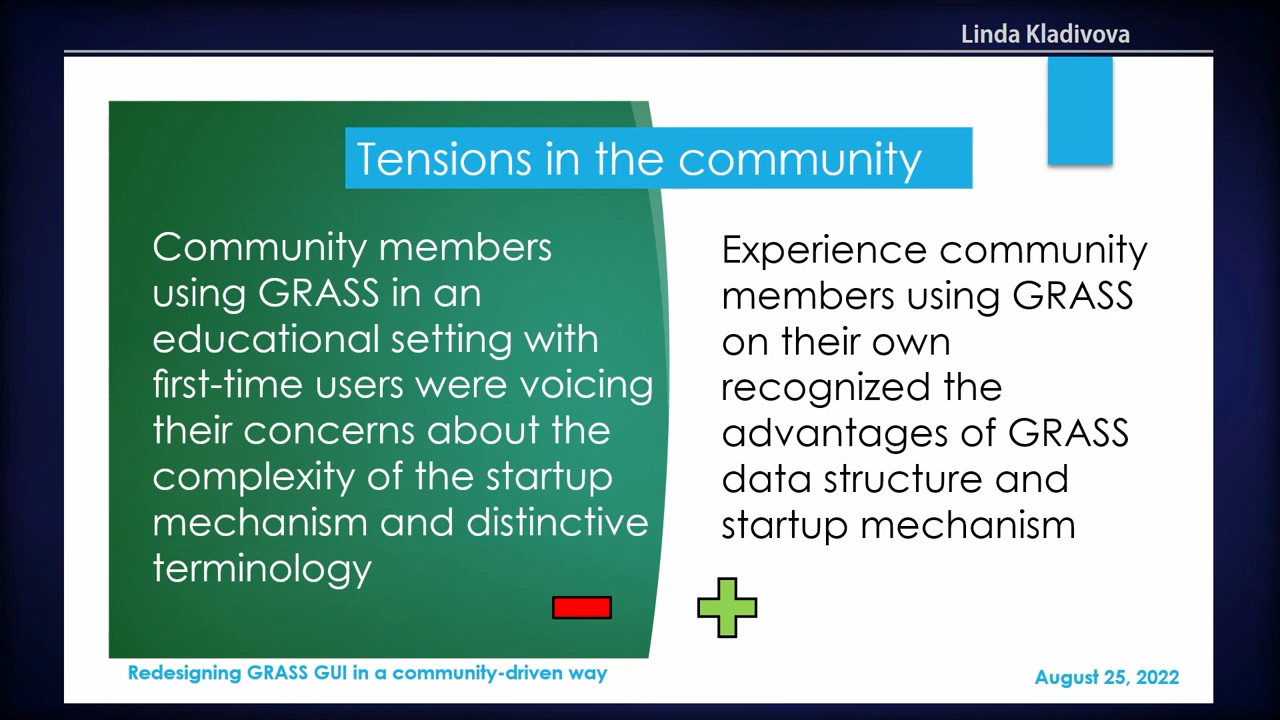 Linda Kladivova
Tensions in the community
Community members
using GRASS in an
educational setting with
first-time users were voicing
their concerns about the
complexity of the startup
mechanism and distinctive
terminology
Experience community
members using GRASS
on their own
recognized the
advantages of GRASS
data structure and
startup mechanism
Redesigning GRASS GUI in a community-driven way
August 25, 2022